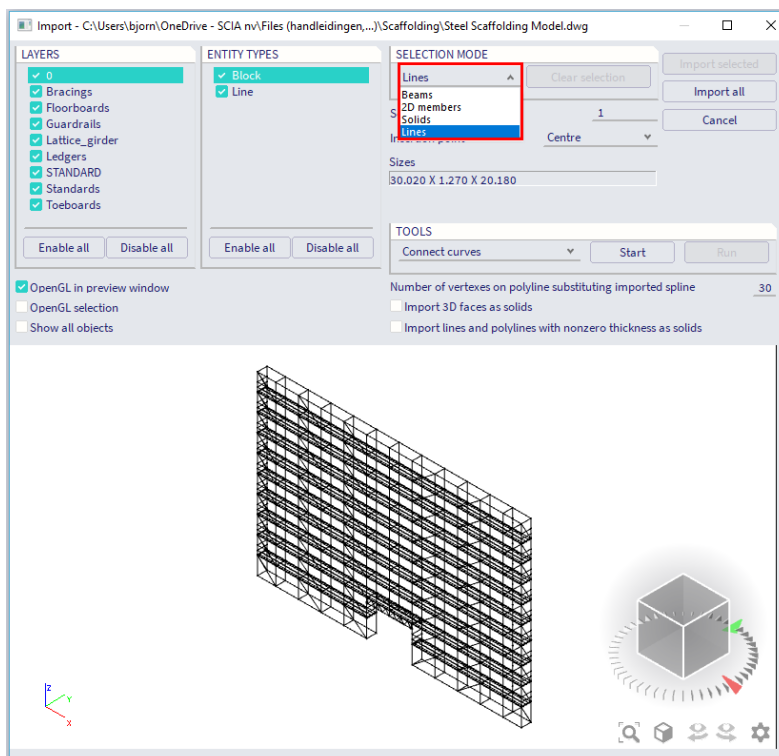 Import - C:\Users\bjorn\OneDrive - SCIA nv\Files (handleidingen,...)\Scaffolding\Steel Scaffolding Model.dwg
LAYERS
0
Bracings
Floorboards
Guardrails
Lattice_girder
Ledgers
STANDARD
Standards
Toeboards
Enable all
Disable all
ENTITY TYPES
Block
Line
Enable all
Disable all
SELECTION MODE
Lines
Clear selection
Beams
2D members
Solids
Lines
1
Centre
Sizes
30.020 X 1.270 X 20.180
Import selected
Import all
Cancel
TOOLS
Connect curves
Start
Run
OpenGL in preview window
OpenGL selection
Show all objects
Number of vertexes on polyline substituting imported spline 30
Import 3D faces as solids
Import lines and polylines with nonzero thickness as solids
z
Y
X